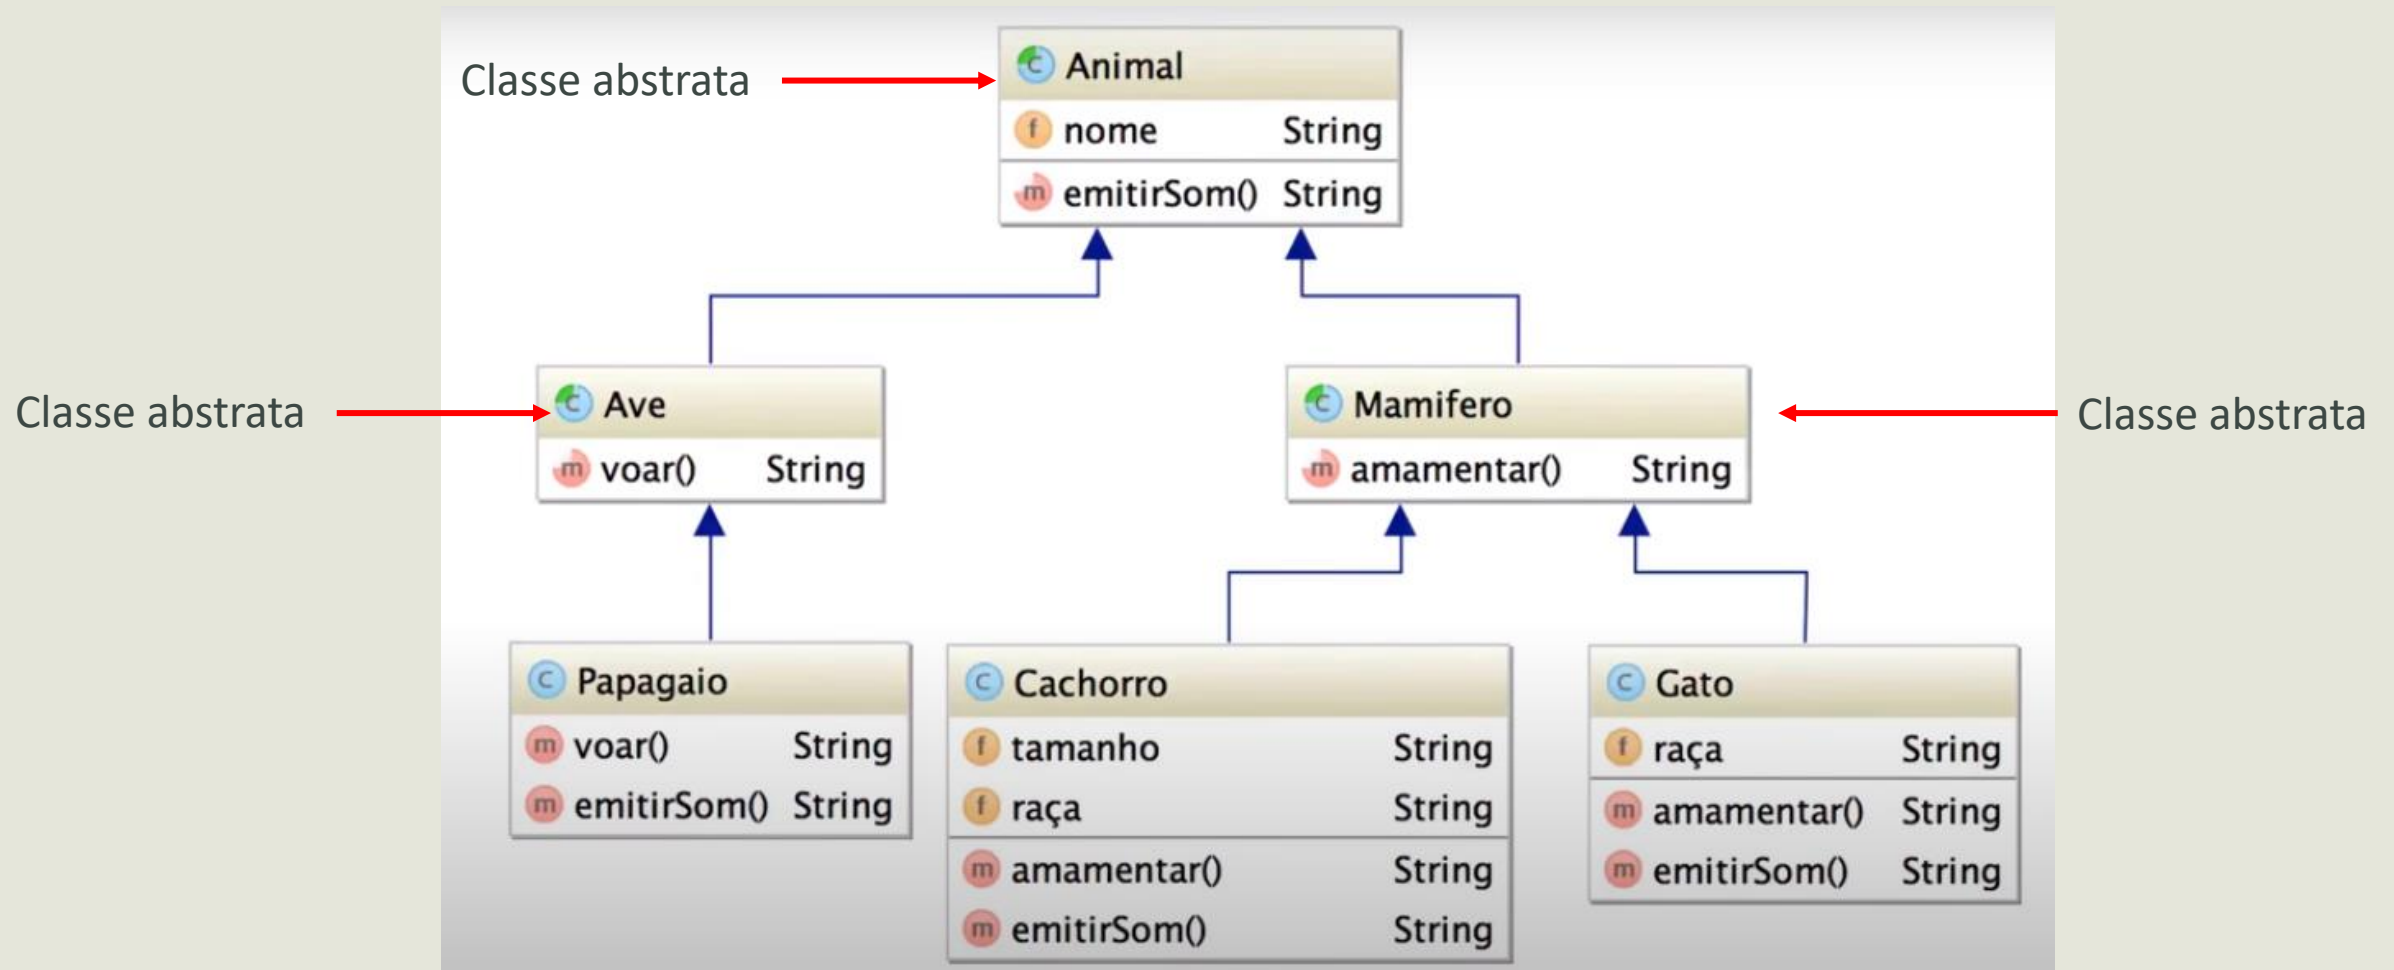 Classe abstrata
C Animal
f nome String
m emitirSom() String
Classe abstrata
C Ave
m voar() String
C Mamifero
m amamentar() String
Classe abstrata
C Papagaio
m voar() String
m emitirSom() String
C Cachorro
f tamanho String
f raça String
m amamentar() String
m emitirSom() String
C Gato
f raça String
m amamentar() String
m emitirSom() String